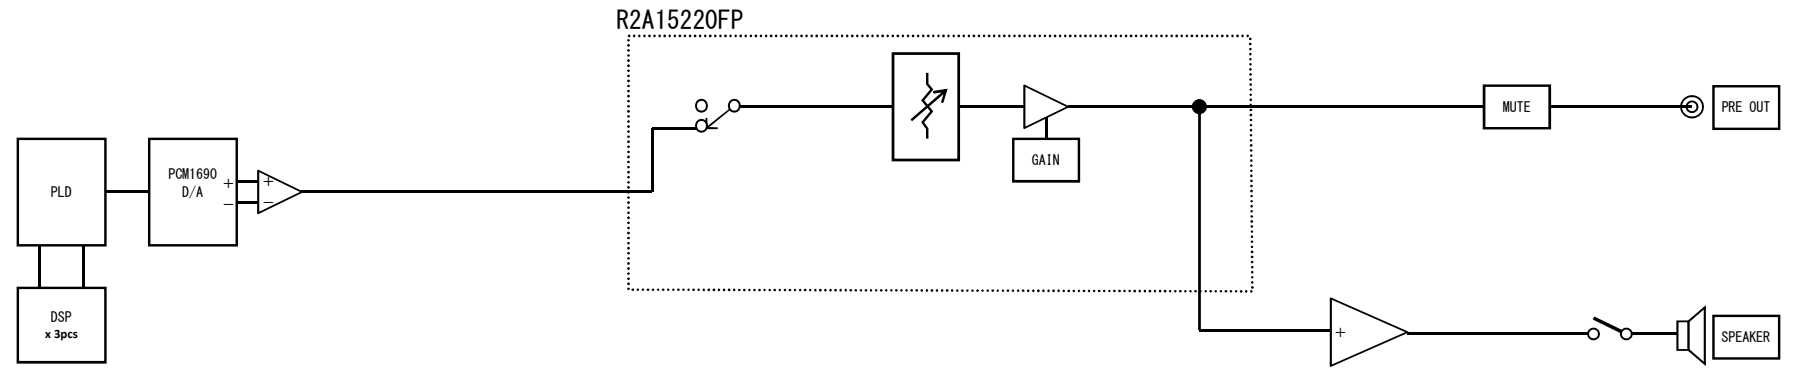 R2A15220FP
MUTE
PRE OUT
GAIN
PLD
PCM1690
D/A
+
−
+
−
DSP
x 3pcs
+
SPEAKER